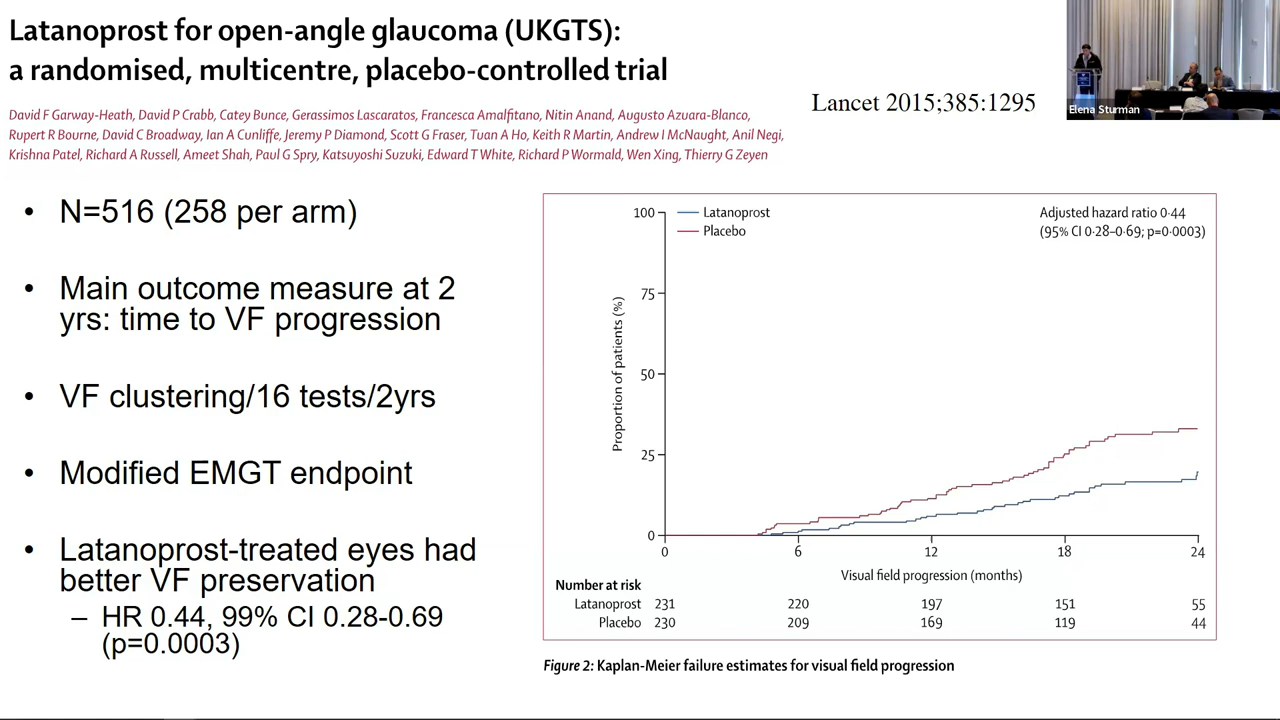 Latanoprost for open-angle glaucoma (UKGTS):
a randomised, multicentre, placebo-controlled trial
David F Garway-Heath, David P Crabb, Catey Bunce, Gerassimos Lascaratos, Francesca Amalfitano, Nitin Anand, Augusto Azuara-Blanco,
Rupert R Bourne, David C Broadway, Ian A Cunliffe, Jeremy P Diamond, Scott G Fraser, Tuan A Ho, Keith R Martin, Andrew I McNaught, Anil Negi,
Krishna Patel, Richard A Russell, Ameet Shah, Paul G Spry, Katsuyoshi Suzuki, Edward T White, Richard P Wormald, Wen Xing, Thierry G Zeyen
Lancet 2015;385:1295
Elena Sturman
• N=516 (258 per arm)
• Main outcome measure at 2
yrs: time to VF progression
• VF clustering/16 tests/2yrs
• Modified EMGT endpoint
• Latanoprost-treated eyes had
better VF preservation
– HR 0.44, 99% CI 0.28-0.69
(p=0.0003)
Latanoprost
Placebo
Adjusted hazard ratio 0·44
(95% CI 0·28–0·69; p=0·0003)
Proportion of patients (%)
100
75
50
25
0
0 6 12 18 24
Visual field progression (months)
Number at risk
Latanoprost 231 220 197 151 55
Placebo 230 209 169 119 44
Figure 2: Kaplan-Meier failure estimates for visual field progression